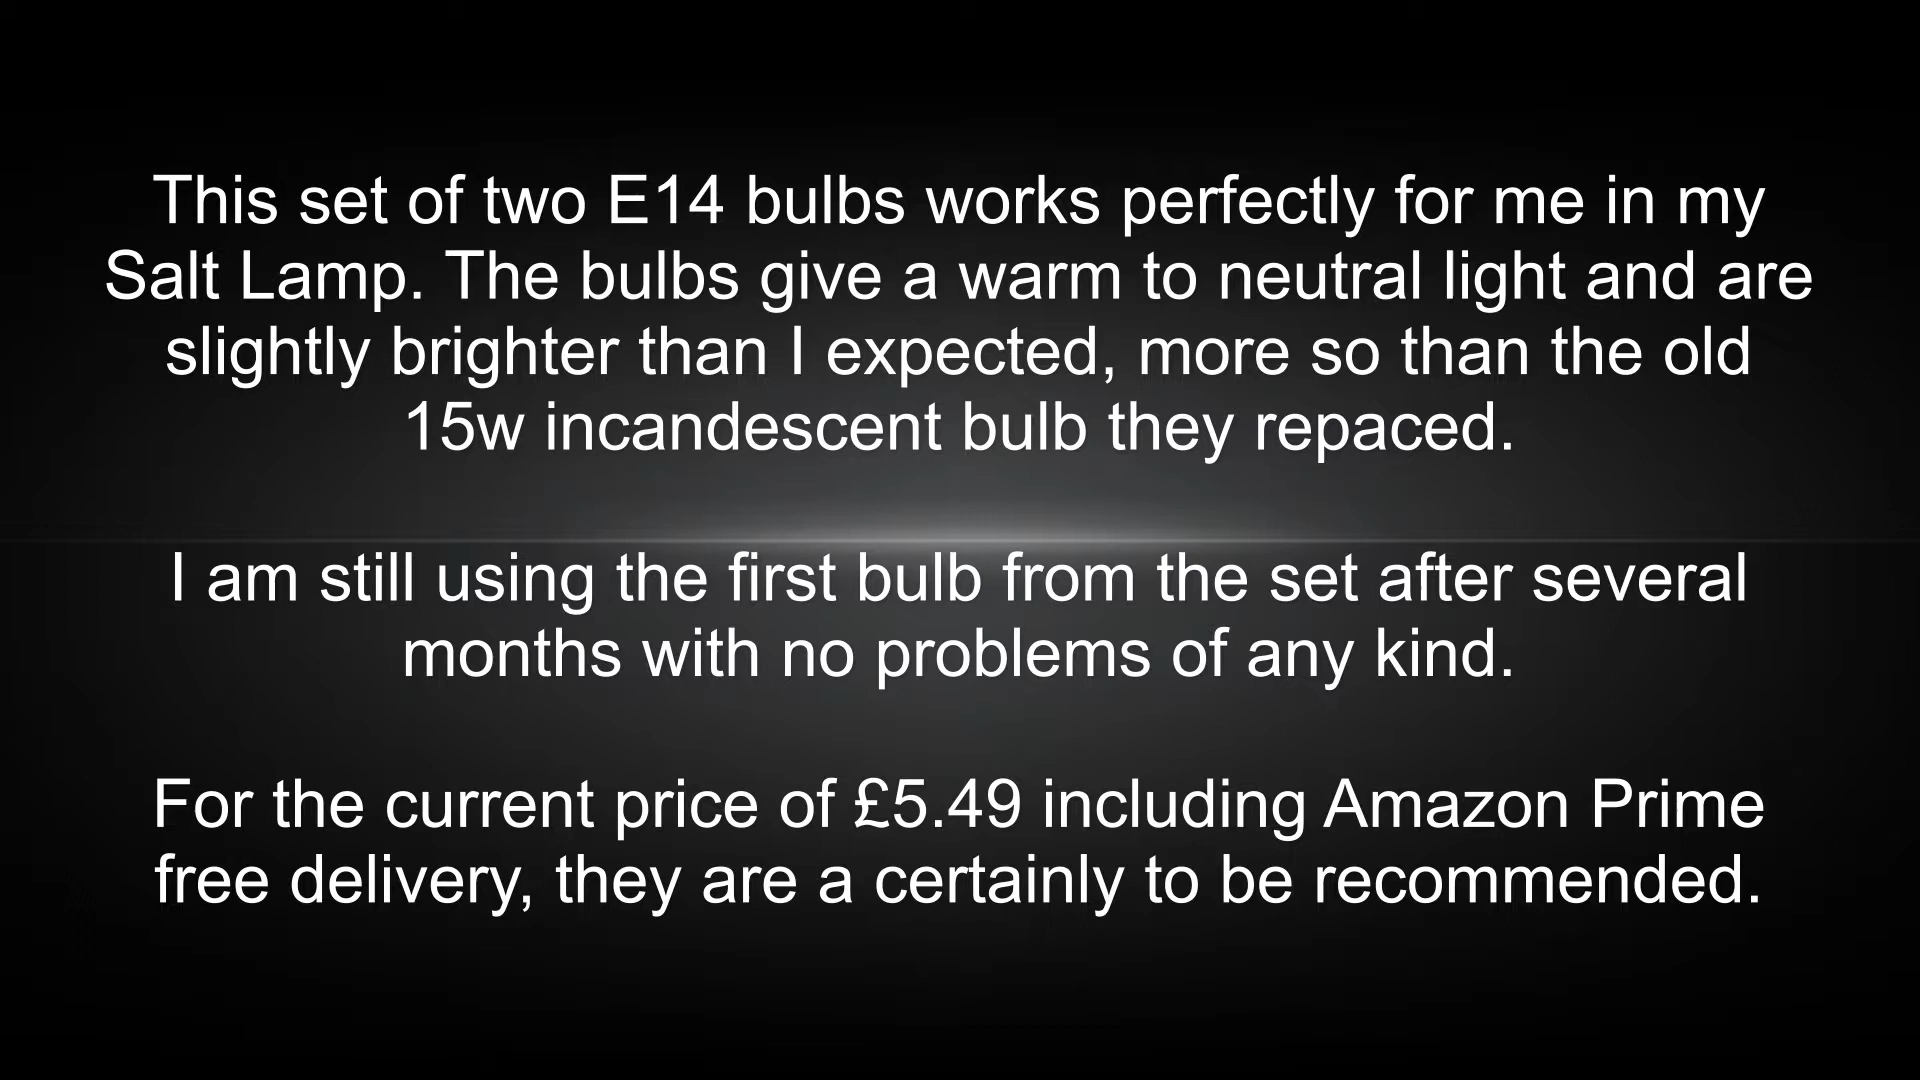 This set of two E14 bulbs works perfectly for me in my
Salt Lamp. The bulbs give a warm to neutral light and are
slightly brighter than I expected, more so than the old
15w incandescent bulb they repaced.
I am still using the first bulb from the set after several
months with no problems of any kind.
For the current price of £5.49 including Amazon Prime
free delivery, they are a certainly to be recommended.